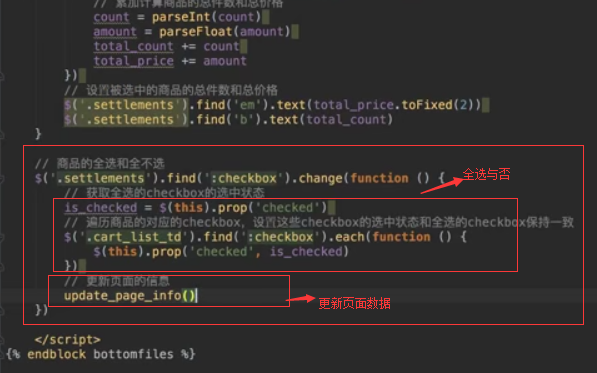 // 累加计算商品的总件数和总价格
count = parseInt(count)
amount = parseFloat(amount)
total_count += count
total_price += amount
})
// 设置被选中的商品的总件数和总价格
$('.settlements').find('em').text(total_price.toFixed(2))
$('.settlements').find('b').text(total_count)
}
// 商品的全选和全不选
$('.settlements').find(':checkbox').change(function () {
全选与否
// 获取全选的checkbox的选中状态
is_checked = $(this).prop('checked')
// 遍历商品的对应的checkbox, 设置这些checkbox的选中状态和全选的checkbox保持一致
$('.cart_list_td').find(':checkbox').each(function () {
$(this).prop('checked', is_checked)
})
// 更新页面的信息
update_page_info()
更新页面数据
})
</script>
{% endblock bottomfiles %}